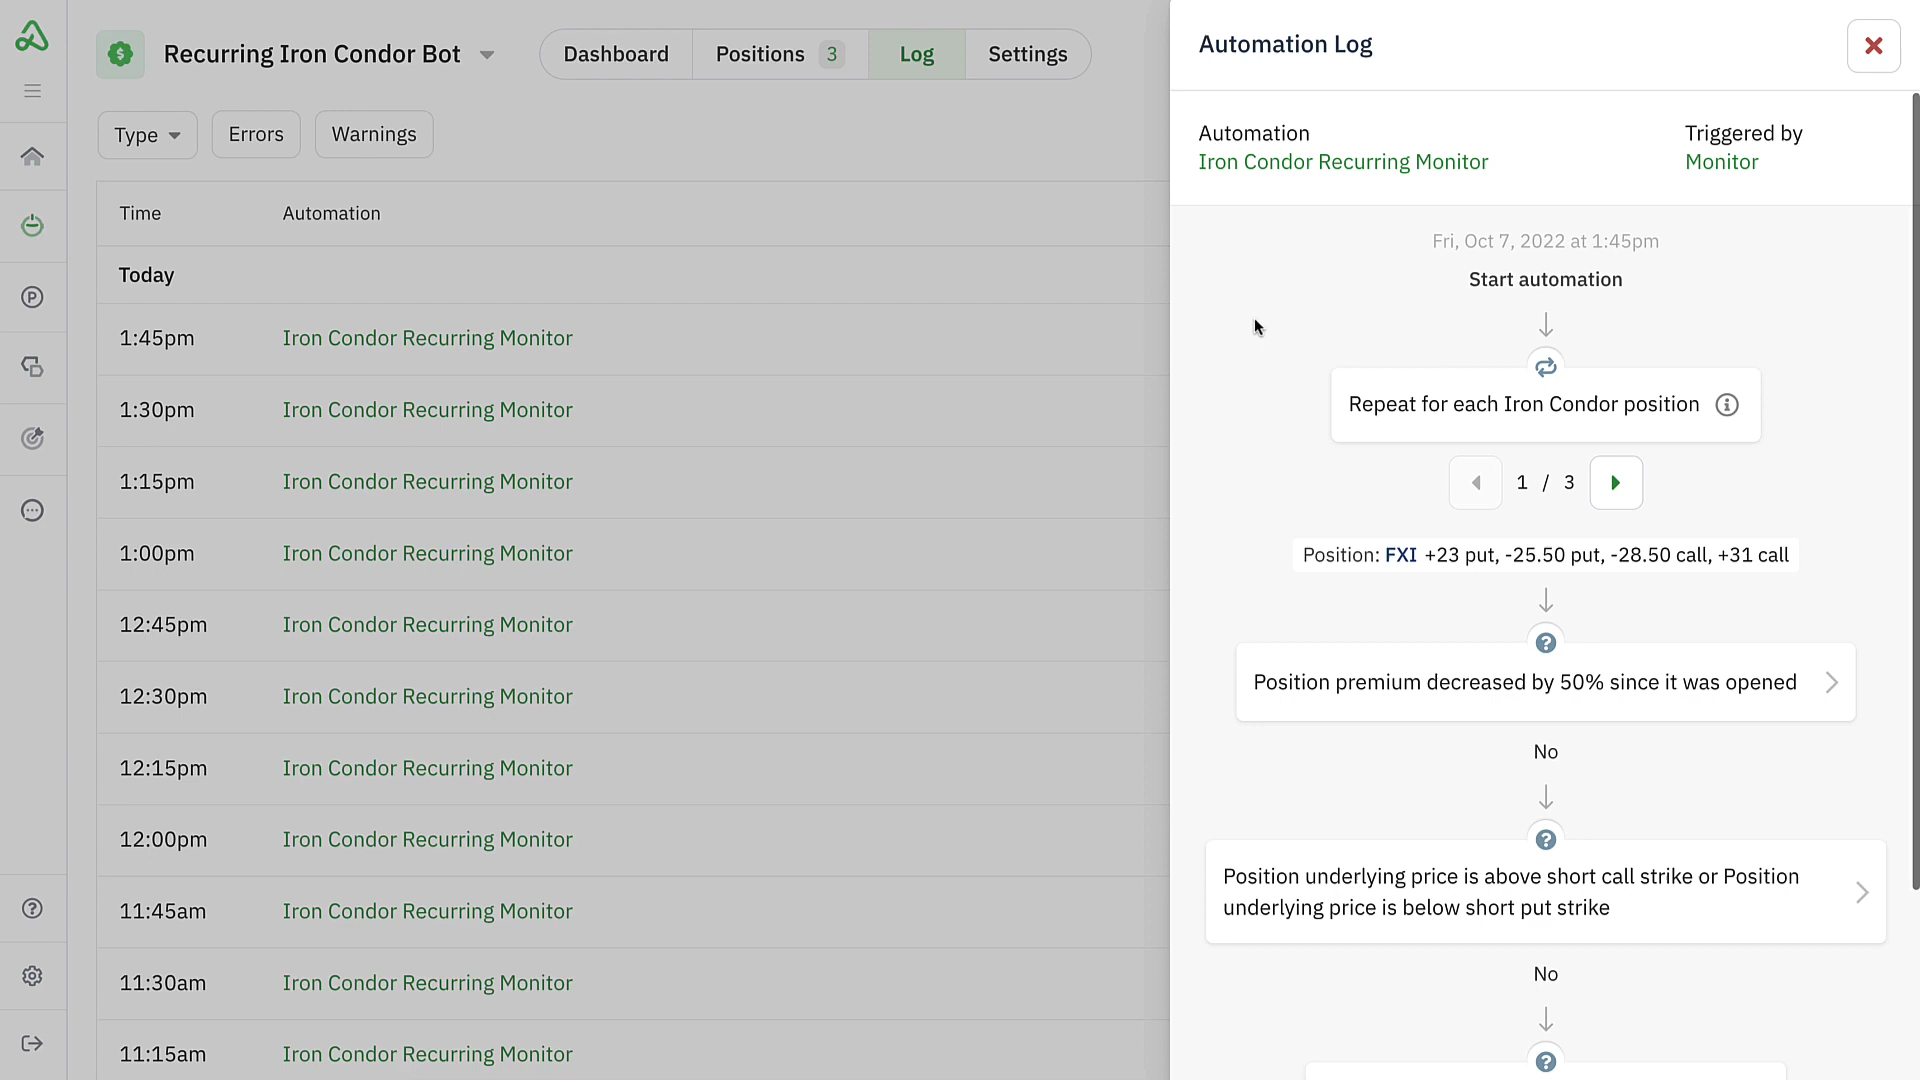 Recurring Iron Condor Bot
Dashboard
Positions 3
Log
Settings
Type
Errors
Warnings
Time Automation
Today
1:45pm Iron Condor Recurring Monitor
1:30pm Iron Condor Recurring Monitor
1:15pm Iron Condor Recurring Monitor
1:00pm Iron Condor Recurring Monitor
12:45pm Iron Condor Recurring Monitor
12:30pm Iron Condor Recurring Monitor
12:15pm Iron Condor Recurring Monitor
12:00pm Iron Condor Recurring Monitor
11:45am Iron Condor Recurring Monitor
11:30am Iron Condor Recurring Monitor
11:15am Iron Condor Recurring Monitor
Automation Log
Automation
Iron Condor Recurring Monitor
Triggered by
Monitor
Fri, Oct 7, 2022 at 1:45pm
Start automation
Repeat for each Iron Condor position
1 / 3
Position: FXI +23 put, -25.50 put, -28.50 call, +31 call
Position premium decreased by 50% since it was opened
No
Position underlying price is above short call strike or Position
underlying price is below short put strike
No